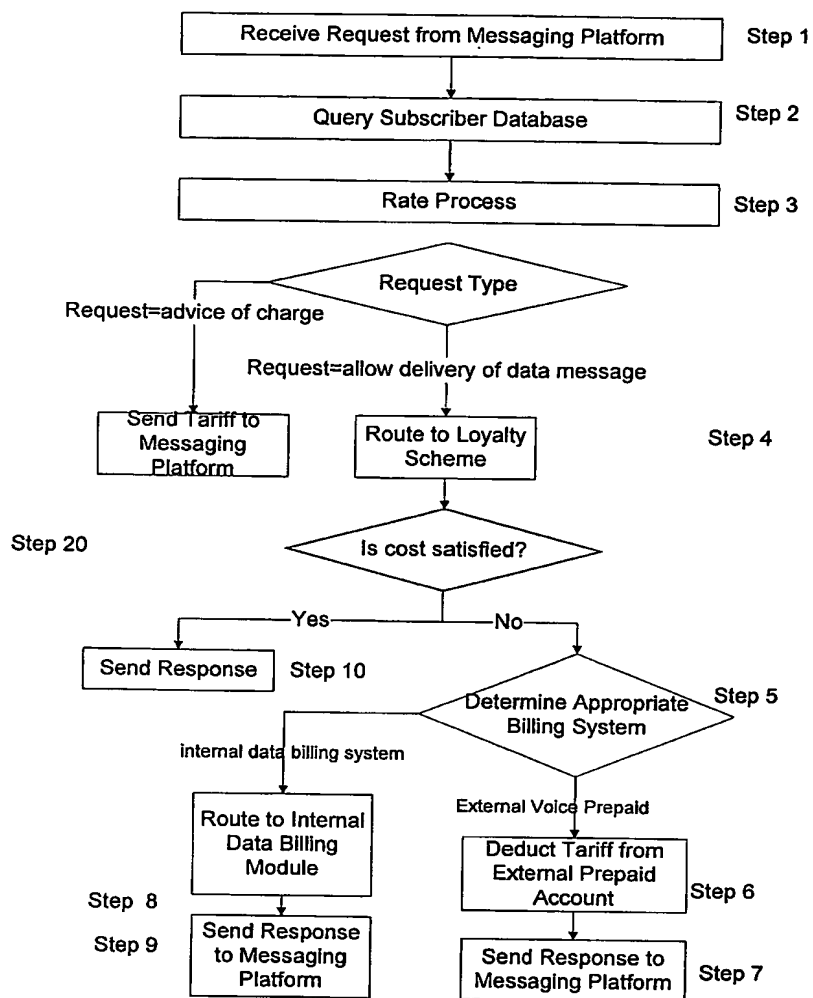 Receive Request from Messaging Platform
Step 1
Query Subscriber Database
Step 2
Rate Process
Step 3
Request Type
Request=advice of charge
Request=allow delivery of data message
Send Tariff to
Messaging
Platform
Route to Loyalty
Scheme
Step 4
Step 20
Is cost satisfied?
Yes
No
Send Response
Step 10
Determine Appropriate
Billing System
Step 5
internal data billing system
External Voice Prepaid
Route to Internal
Data Billing
Module
Deduct Tariff from
External Prepaid
Account
Step 6
Step 8
Step 9
Send Response
to Messaging
Platform
Send Response to
Messaging Platform
Step 7